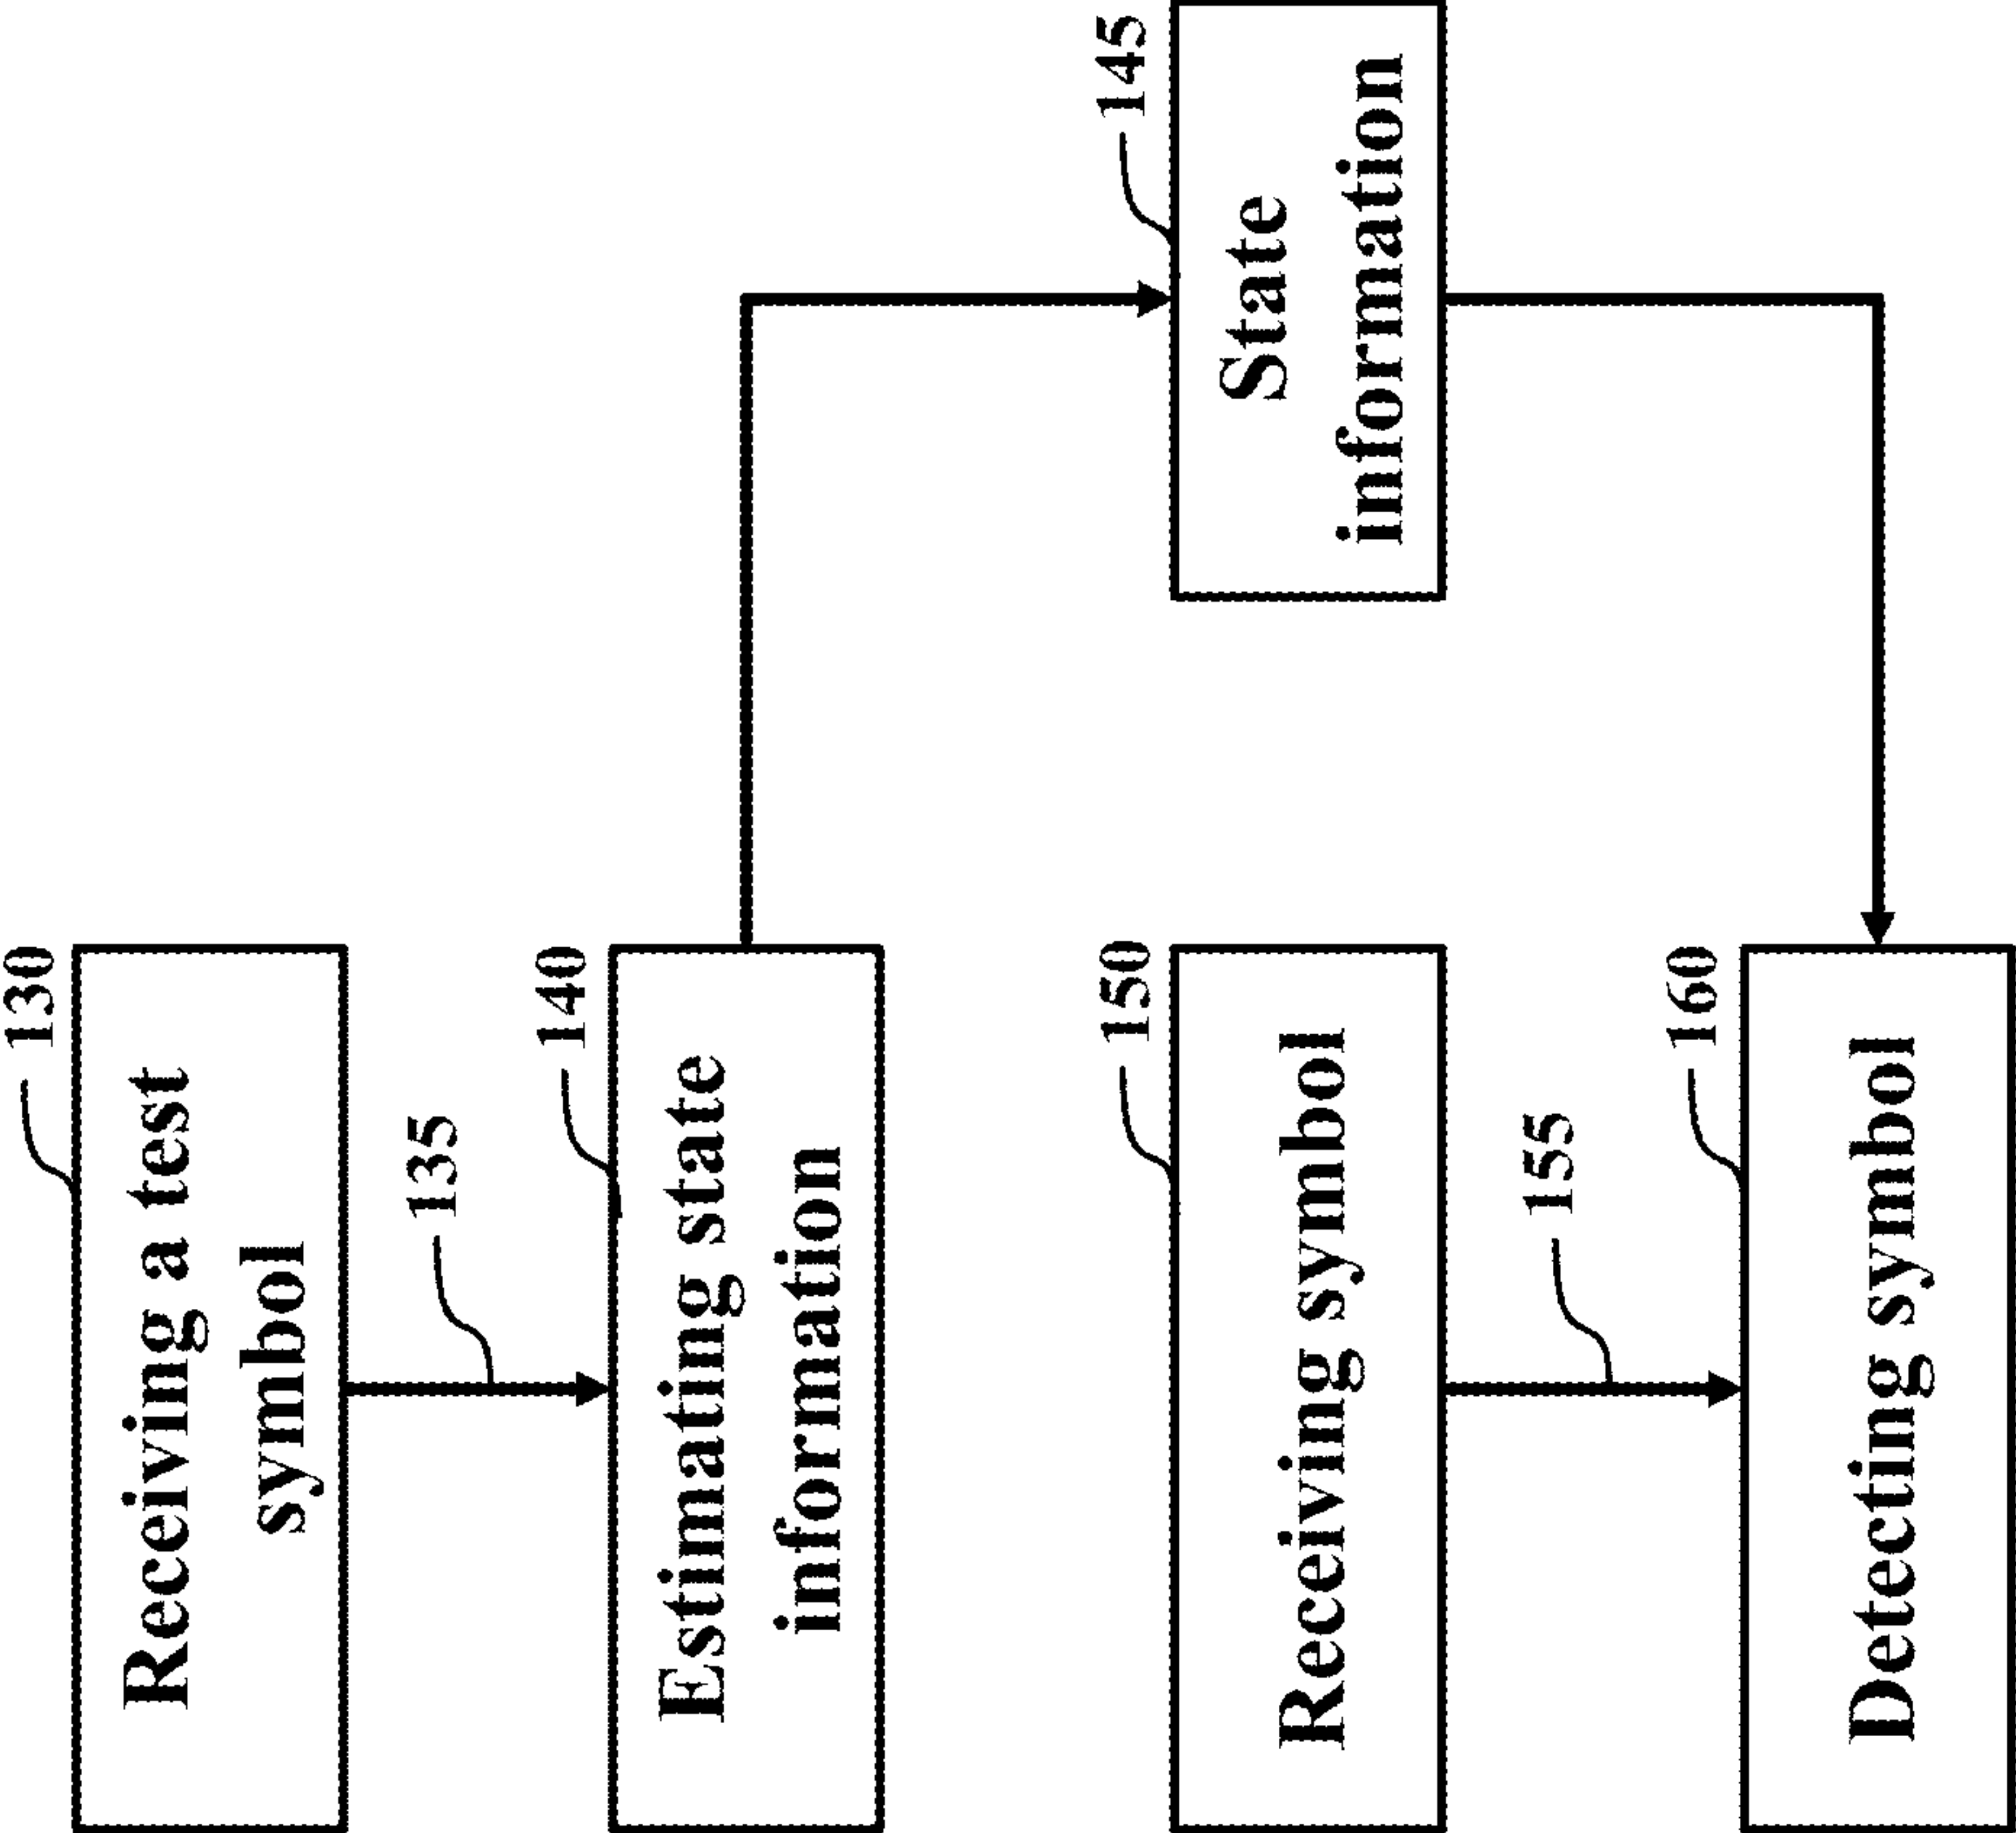 130
Receiving a test
symbol
135
140
Estimating state
information
145
State
information
150
Receiving symbol
155
160
Detecting symbol